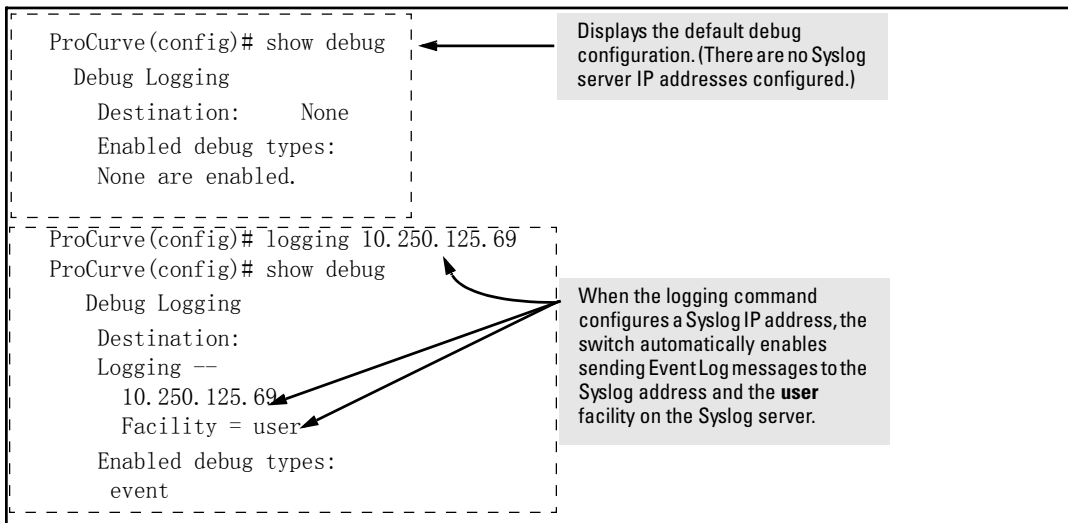 ProCurve(config)# show debug
Debug Logging
Destination: None
Enabled debug types:
None are enabled.
Displays the default debug
configuration. (There are no Syslog
server IP addresses configured.)
ProCurve(config)# logging 10.250.125.69
ProCurve(config)# show debug
Debug Logging
Destination:
Logging --
10.250.125.69
Facility = user
Enabled debug types:
event
When the logging command
configures a Syslog IP address, the
switch automatically enables
sending Event Log messages to the
Syslog address and the user
facility on the Syslog server.